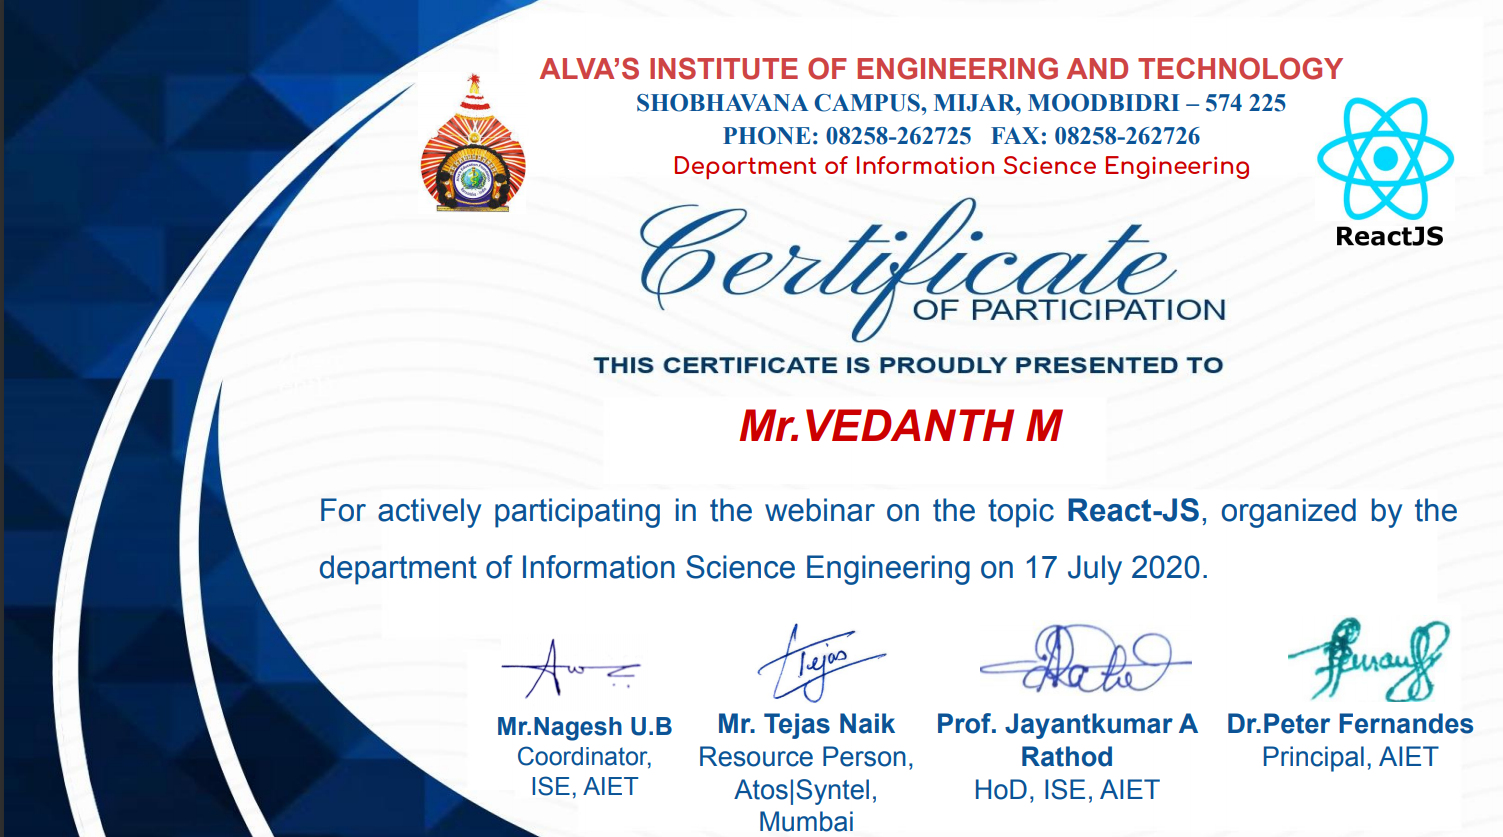 ALVA'S INSTITUTE OF ENGINEERING AND TECHNOLOGY
SHOBHAVANA CAMPUS, MIJAR, MOODBIDRI – 574 225
PHONE: 08258-262725 FAX: 08258-262726
Department of Information Science Engineering
ReactJS
Certificate
OF PARTICIPATION
THIS CERTIFICATE IS PROUDLY PRESENTED TO
Mr.VEDANTH M
For actively participating in the webinar on the topic React-JS, organized by the
department of Information Science Engineering on 17 July 2020.
Tejas
Mr.Nagesh U.B
Coordinator,
ISE, AIET
Mr. Tejas Naik
Resource Person,
Atos|Syntel,
Mumbai
Prof. Jayantkumar A
Rathod
HoD, ISE, AIET
Dr.Peter Fernandes
Principal, AIET